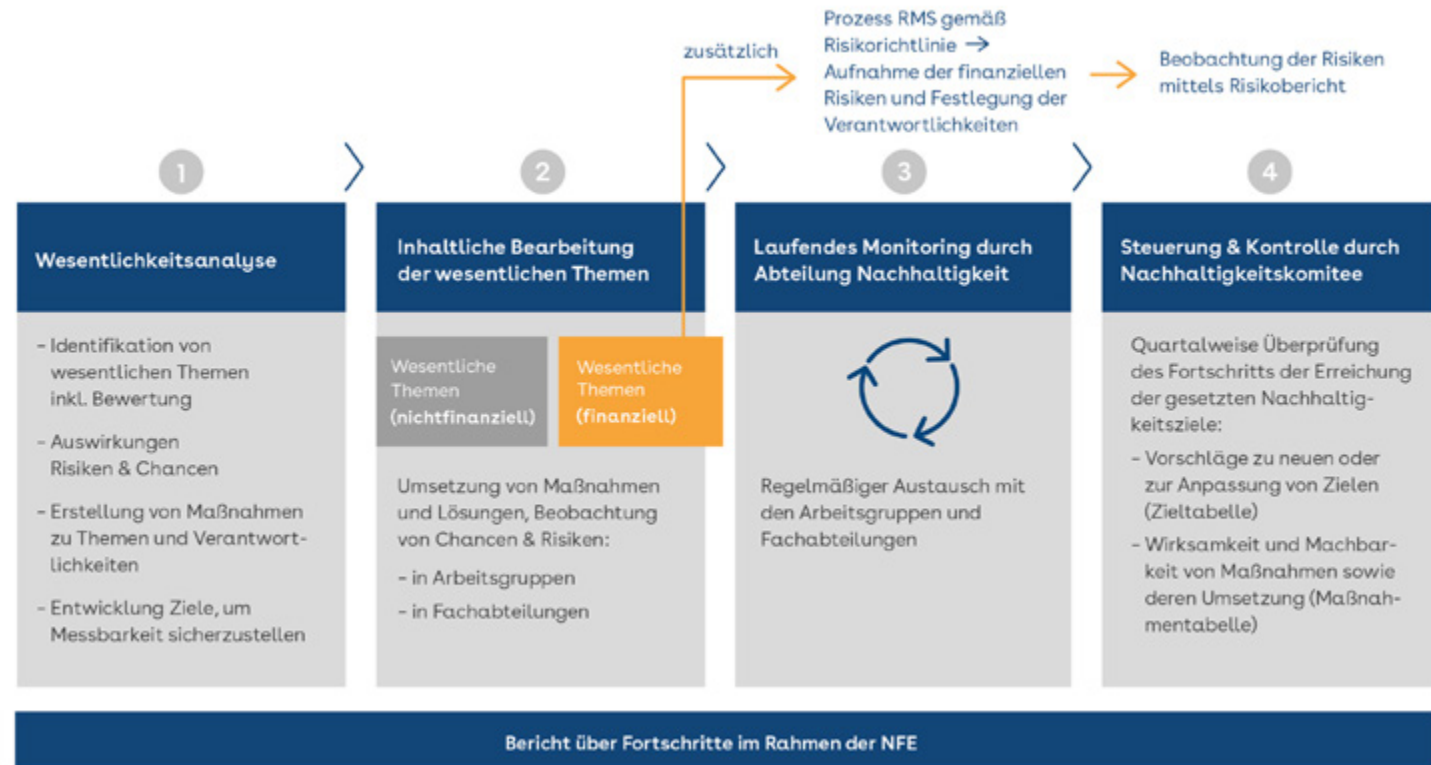 zusätzlich
Prozess RMS gemäß
Risikorichtlinie →
Aufnahme der finanziellen
Risiken und Festlegung der
Verantwortlichkeiten
Beobachtung der Risiken
mittels Risikobericht
1
Wesentlichkeitsanalyse
– Identifikation von
wesentlichen Themen
inkl. Bewertung
– Auswirkungen
Risiken & Chancen
– Erstellung von Maßnahmen
zu Themen und Verantwort-
lichkeiten
– Entwicklung Ziele, um
Messbarkeit sicherzustellen
2
Inhaltliche Bearbeitung
der wesentlichen Themen
Wesentliche
Themen
(nichtfinanziell)
Wesentliche
Themen
(finanziell)
Umsetzung von Maßnahmen
und Lösungen, Beobachtung
von Chancen & Risiken:
– in Arbeitsgruppen
– in Fachabteilungen
3
Laufendes Monitoring durch
Abteilung Nachhaltigkeit
Regelmäßiger Austausch mit
den Arbeitsgruppen und
Fachabteilungen
4
Steuerung & Kontrolle durch
Nachhaltigkeitskomitee
Quartalweise Überprüfung
des Fortschritts der Erreichung
der gesetzten Nachhaltig-
keitsziele:
– Vorschläge zu neuen oder
zur Anpassung von Zielen
(Zieltabelle)
– Wirksamkeit und Machbar-
keit von Maßnahmen sowie
deren Umsetzung (Maßnah-
mentabelle)
Bericht über Fortschritte im Rahmen der NFE